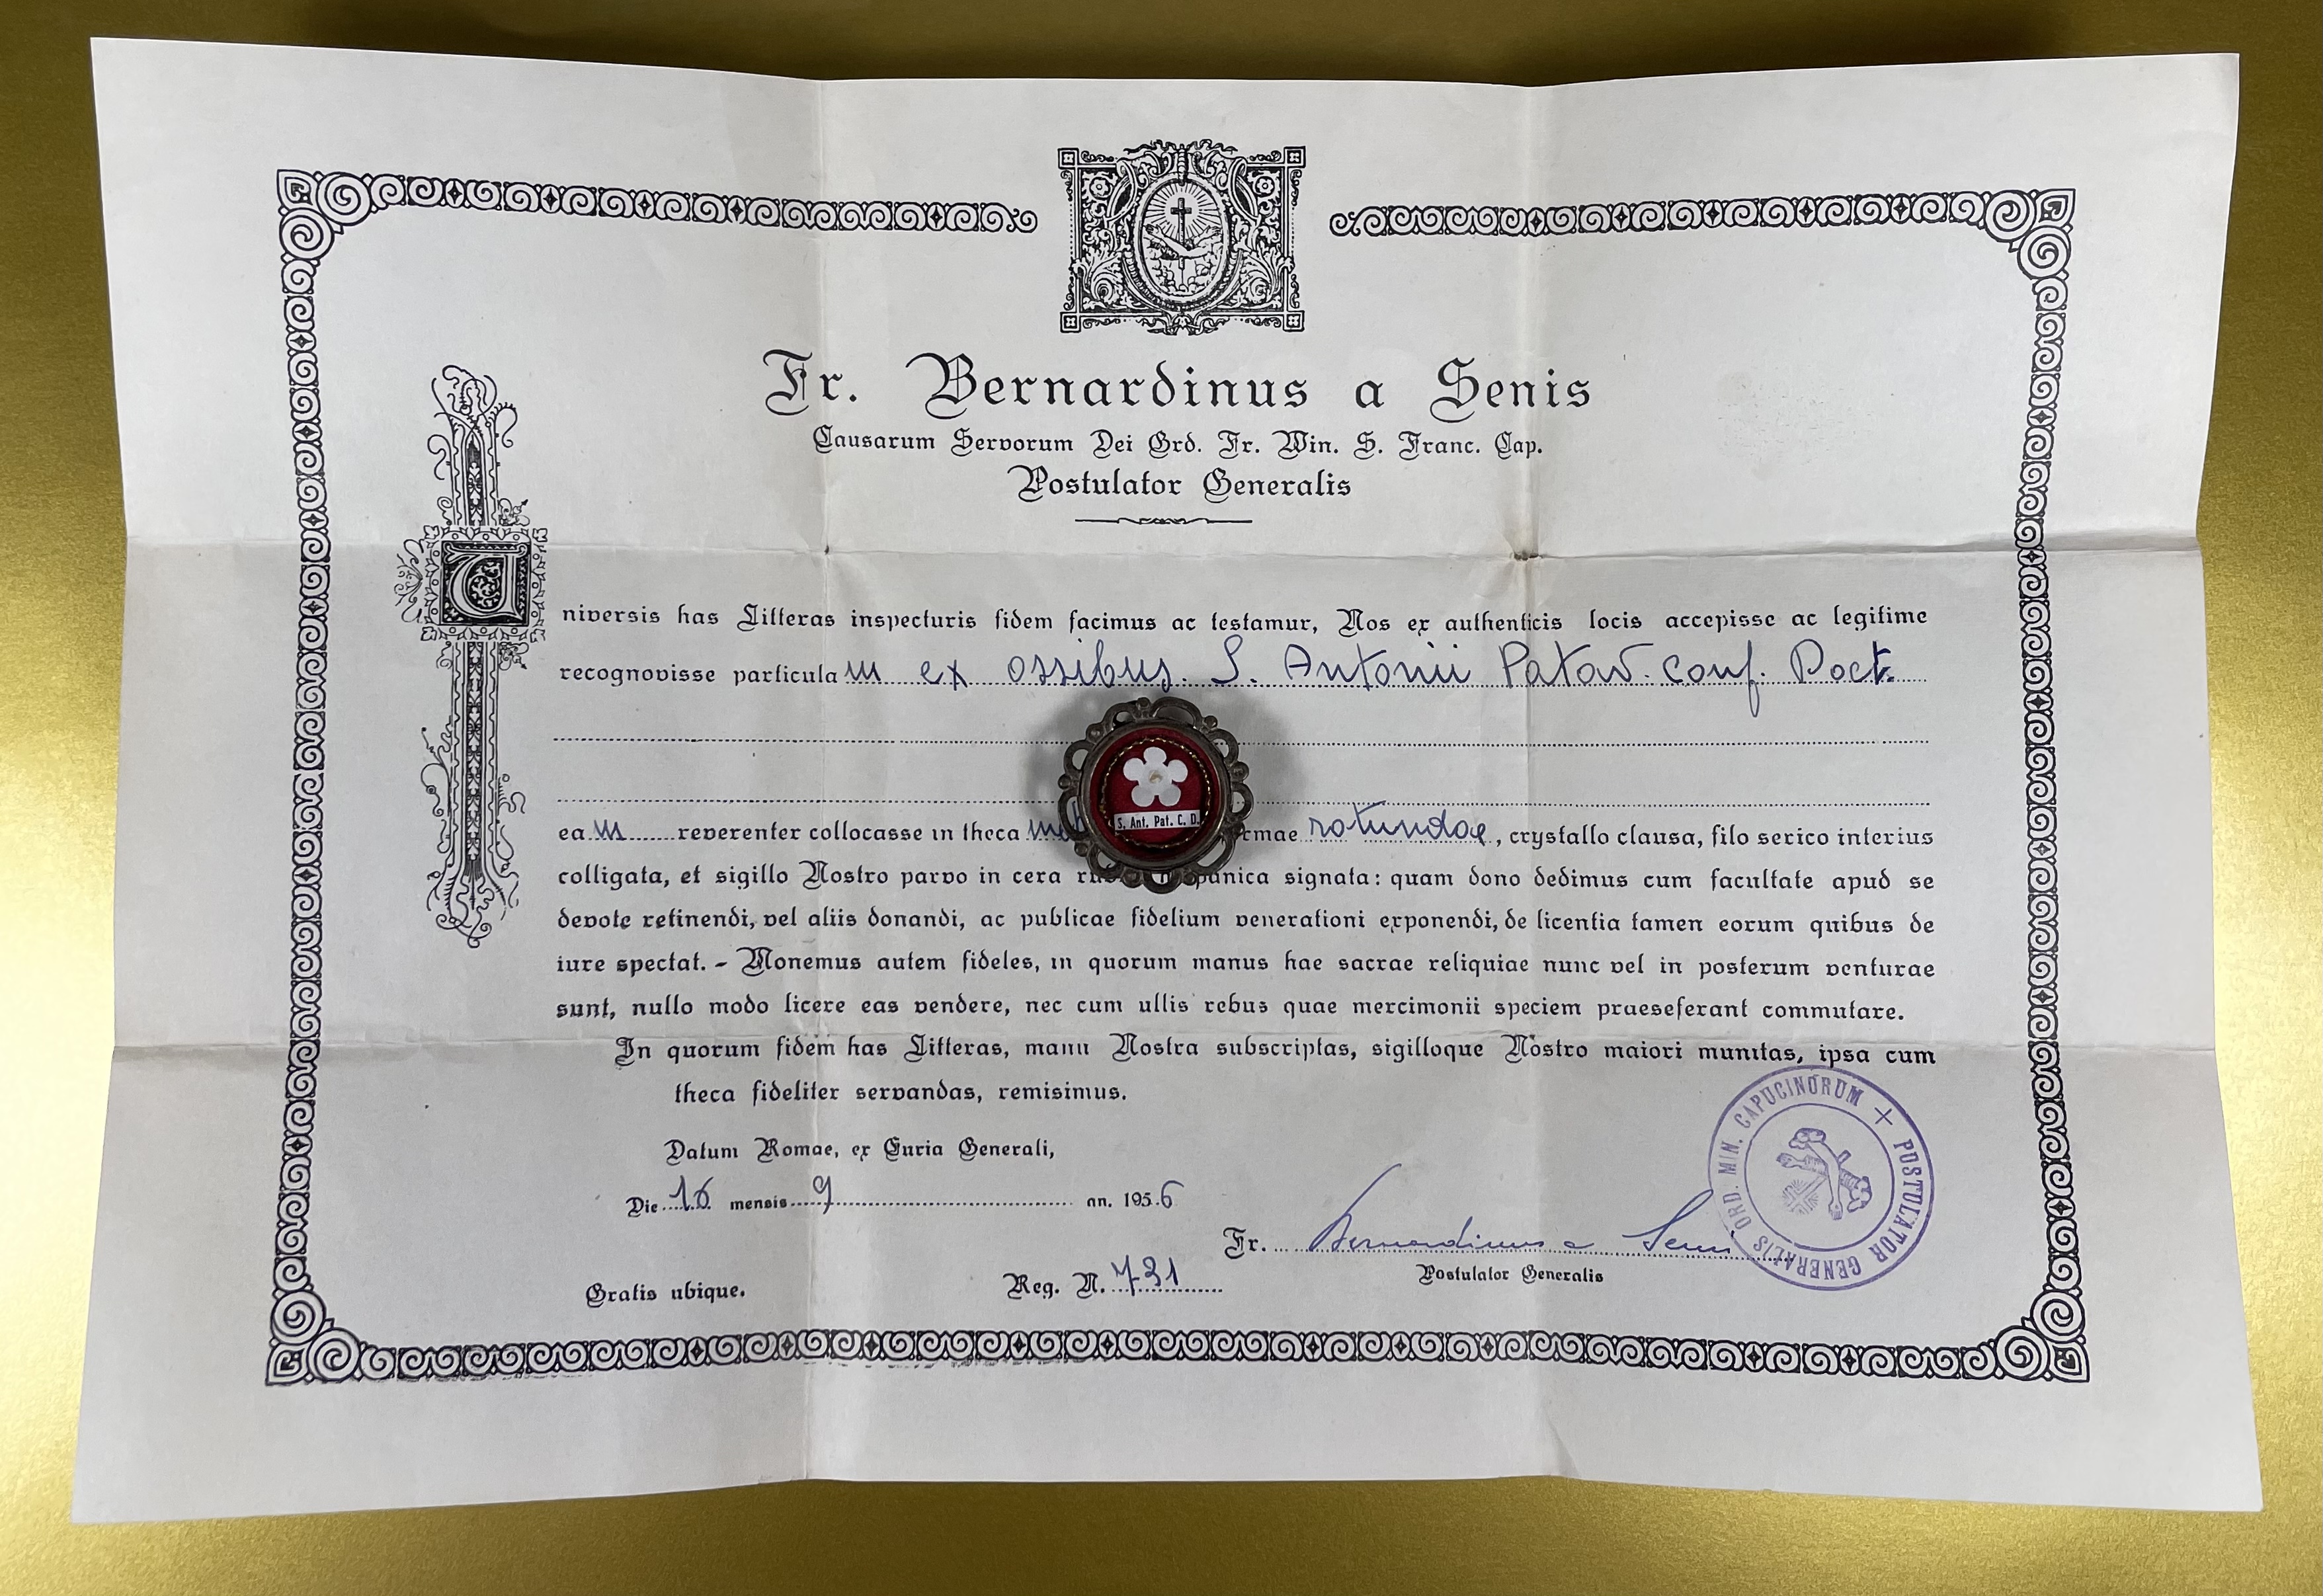 Fr. Bernardinus a Senis
Causarum Servorum Dei Ord. Fr. Min. S. Franc. Cap.
Postulator Generalis
Universis has Litteras inspecturis fidem facimus ac testamur, Nos ex authenticis locis accepisse ac legitime
recognovisse particulam ex ossibus. S. Antonii Patav. Conf. Doct.
S. Ant. Pat. C. D.
eam reverenter collocasse in theca rmae rotundae, crystallo clausa, filo serico interius
colligata, et sigillo Nostro parvo in cera ru panica signata: quam dono dedimus cum facultate apud se
devote retinendi, vel aliis donandi, ac publicae fidelium venerationi exponendi, de licentia tamen eorum quibus de
iure spectat. - Monemus autem fideles, in quorum manus hae sacrae reliquiae nunc vel in posterum venturae
sunt, nullo modo licere eas vendere, nec cum ullis rebus quae mercimonii speciem praeseferant commutare.
In quorum fidem has Litteras, manu Nostra subscriptas, sigilloque Nostro maiori munitas, ipsa cum
theca fideliter servandas, remisimus.
Datum Romae, ex Curia Generali,
Die 16 mensis 9 an. 1956
Fr. Bernardinus a Senis
Postulator Generalis
Gratis ubique.
Reg. N. 731
POSTULATOR GENERALIS ORD. MIN. CAPUCINORUM